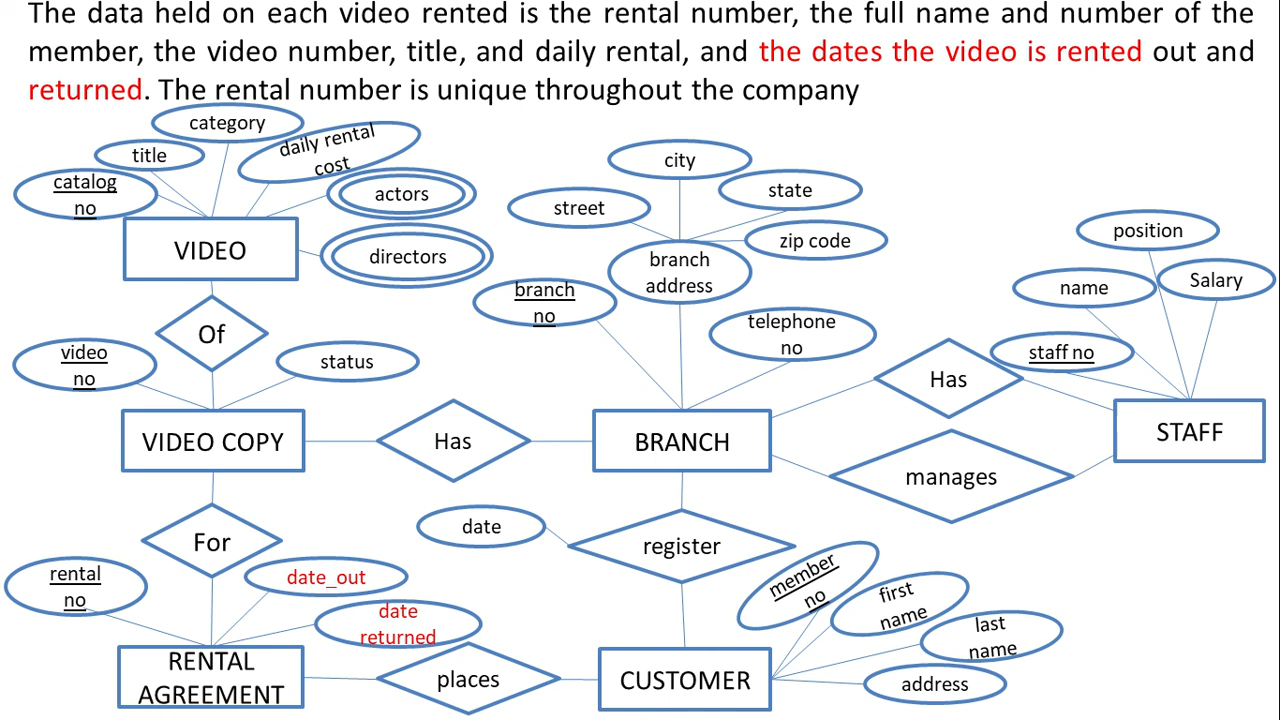 The data held on each video rented is the rental number, the full name and number of the
member, the video number, title, and daily rental, and the dates the video is rented out and
returned. The rental number is unique throughout the company
category
title
daily rental
cost
catalog
no
actors
VIDEO
directors
city
state
street
zip code
branch
address
branch
no
telephone
no
position
name
Salary
staff no
Of
video
no
status
Has
VIDEO COPY
Has
BRANCH
STAFF
manages
For
date
register
rental
no
date_out
date
returned
member
no
first
name
last
name
RENTAL
AGREEMENT
places
CUSTOMER
address